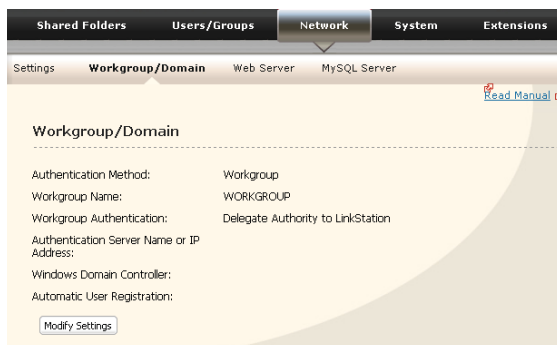 Shared Folders Users/Groups Network System Extensions
Settings Workgroup/Domain Web Server MySQL Server
Read Manual
Workgroup/Domain
Authentication Method: Workgroup
Workgroup Name: WORKGROUP
Workgroup Authentication: Delegate Authority to LinkStation
Authentication Server Name or IP
Address:
Windows Domain Controller:
Automatic User Registration:
Modify Settings